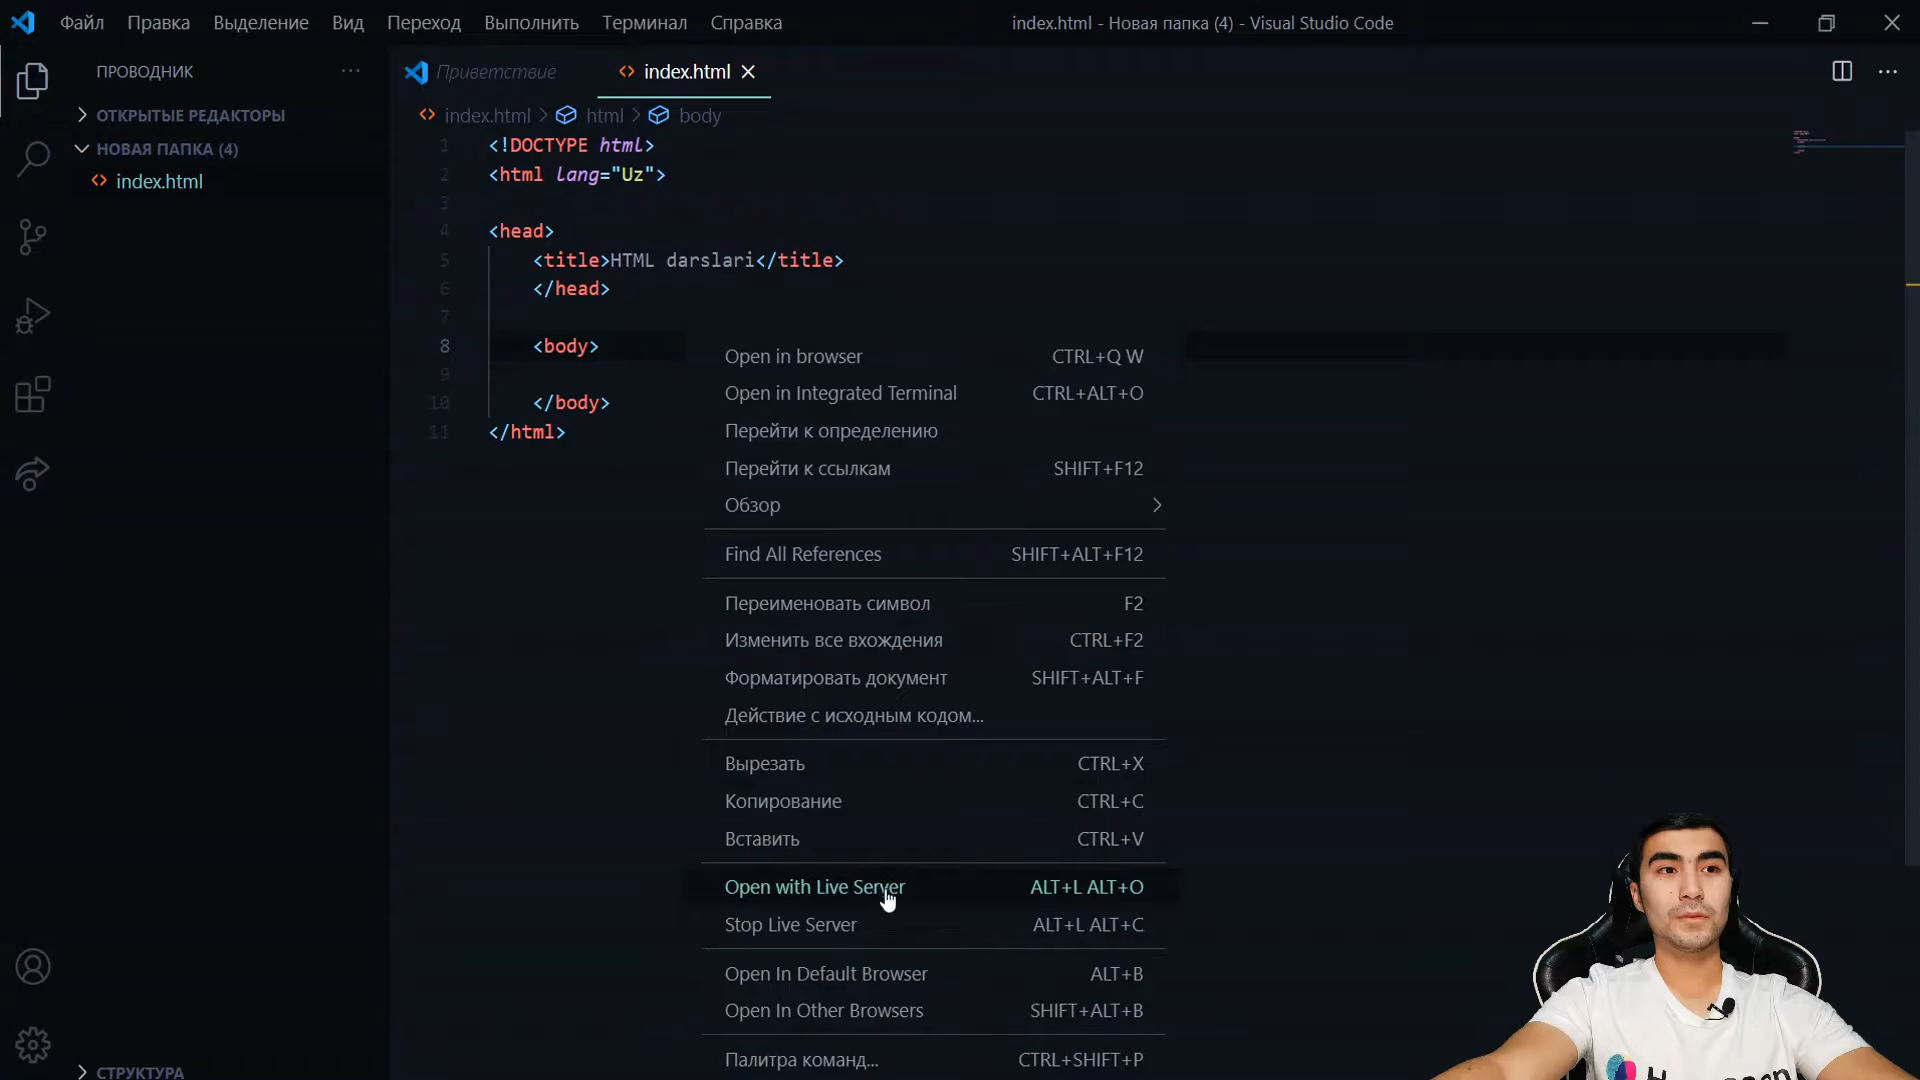 Файл Правка Выделение Вид Переход Выполнить Терминал Справка
index.html - Новая папка (4) - Visual Studio Code
ПРОВОДНИК
ОТКРЫТЫЕ РЕДАКТОРЫ
НОВАЯ ПАПКА (4)
index.html
СТРУКТУРА
Приветствие index.html
index.html html body
1 <!DOCTYPE html>
2 <html lang="Uz">
3
4 <head>
5 <title>HTML darslari</title>
6 </head>
7
8 <body>
9
10 </body>
11 </html>
Open in browser CTRL+Q W
Open in Integrated Terminal CTRL+ALT+O
Перейти к определению
Перейти к ссылкам SHIFT+F12
Обзор
Find All References SHIFT+ALT+F12
Переименовать символ F2
Изменить все вхождения CTRL+F2
Форматировать документ SHIFT+ALT+F
Действие с исходным кодом...
Вырезать CTRL+X
Копирование CTRL+C
Вставить CTRL+V
Open with Live Server ALT+L ALT+O
Stop Live Server ALT+L ALT+C
Open In Default Browser ALT+B
Open In Other Browsers SHIFT+ALT+B
Палитра команд... CTRL+SHIFT+P